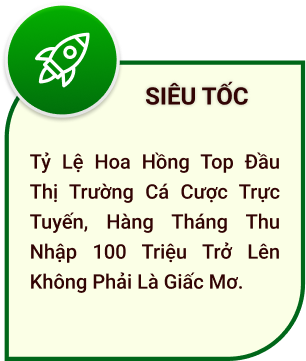 SIÊU TỐC
Tỷ Lệ Hoa Hồng Top Đầu
Thị Trường Cá Cược Trực
Tuyến, Hàng Tháng Thu
Nhập 100 Triệu Trở Lên
Không Phải Là Giấc Mơ.